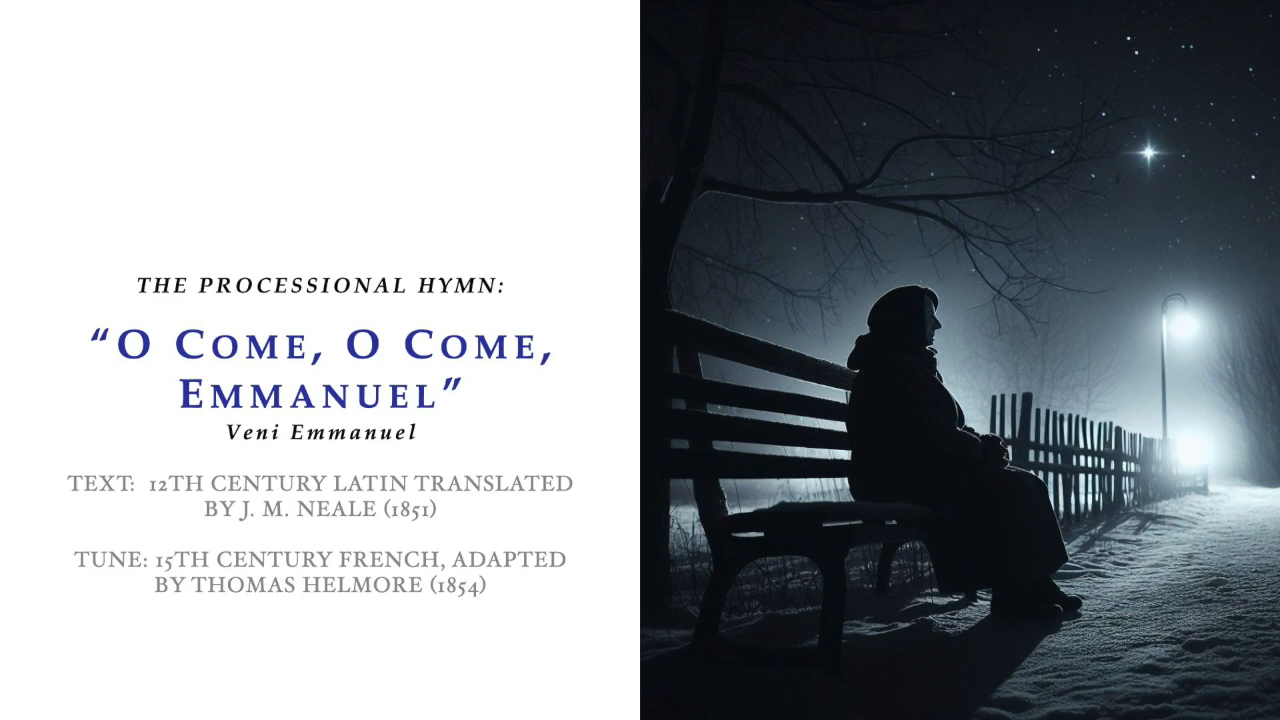 THE PROCESSIONAL HYMN:
“O COME, O COME,
EMMANUEL”
Veni Emmanuel
TEXT: 12TH CENTURY LATIN TRANSLATED
BY J. M. NEALE (1851)
TUNE: 15TH CENTURY FRENCH, ADAPTED
BY THOMAS HELMORE (1854)